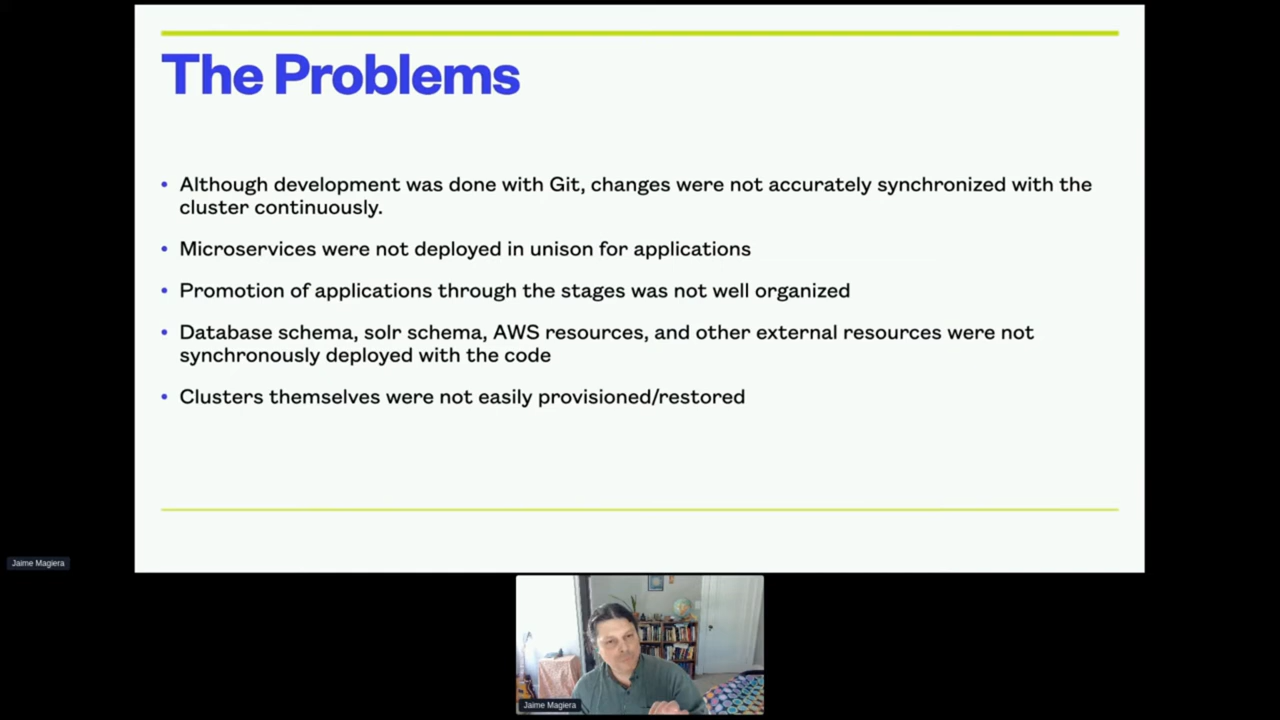 The Problems
• Although development was done with Git, changes were not accurately synchronized with the
cluster continuously.
• Microservices were not deployed in unison for applications
• Promotion of applications through the stages was not well organized
• Database schema, solr schema, AWS resources, and other external resources were not
synchronously deployed with the code
• Clusters themselves were not easily provisioned/restored
Jaime Magiera
Jaime Magiera